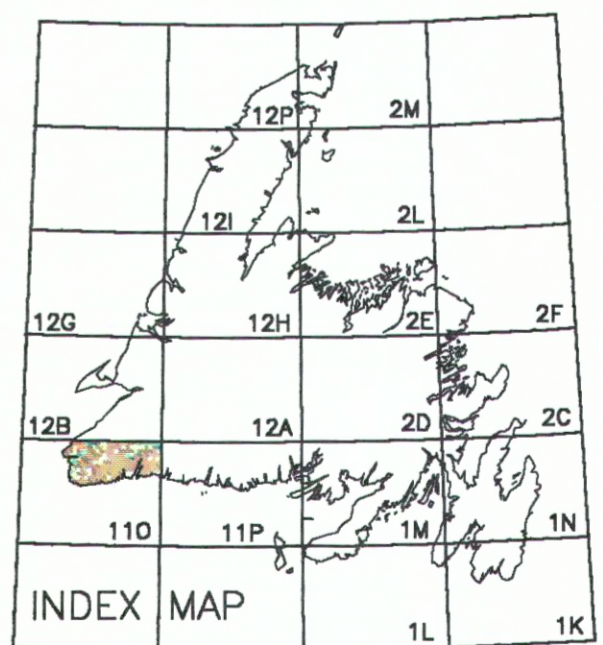 12P 2M
12I 2L
12G 12H 2E 2F
12B 12A 2D 2C
11O 11P 1M 1N
INDEX MAP
1L 1K